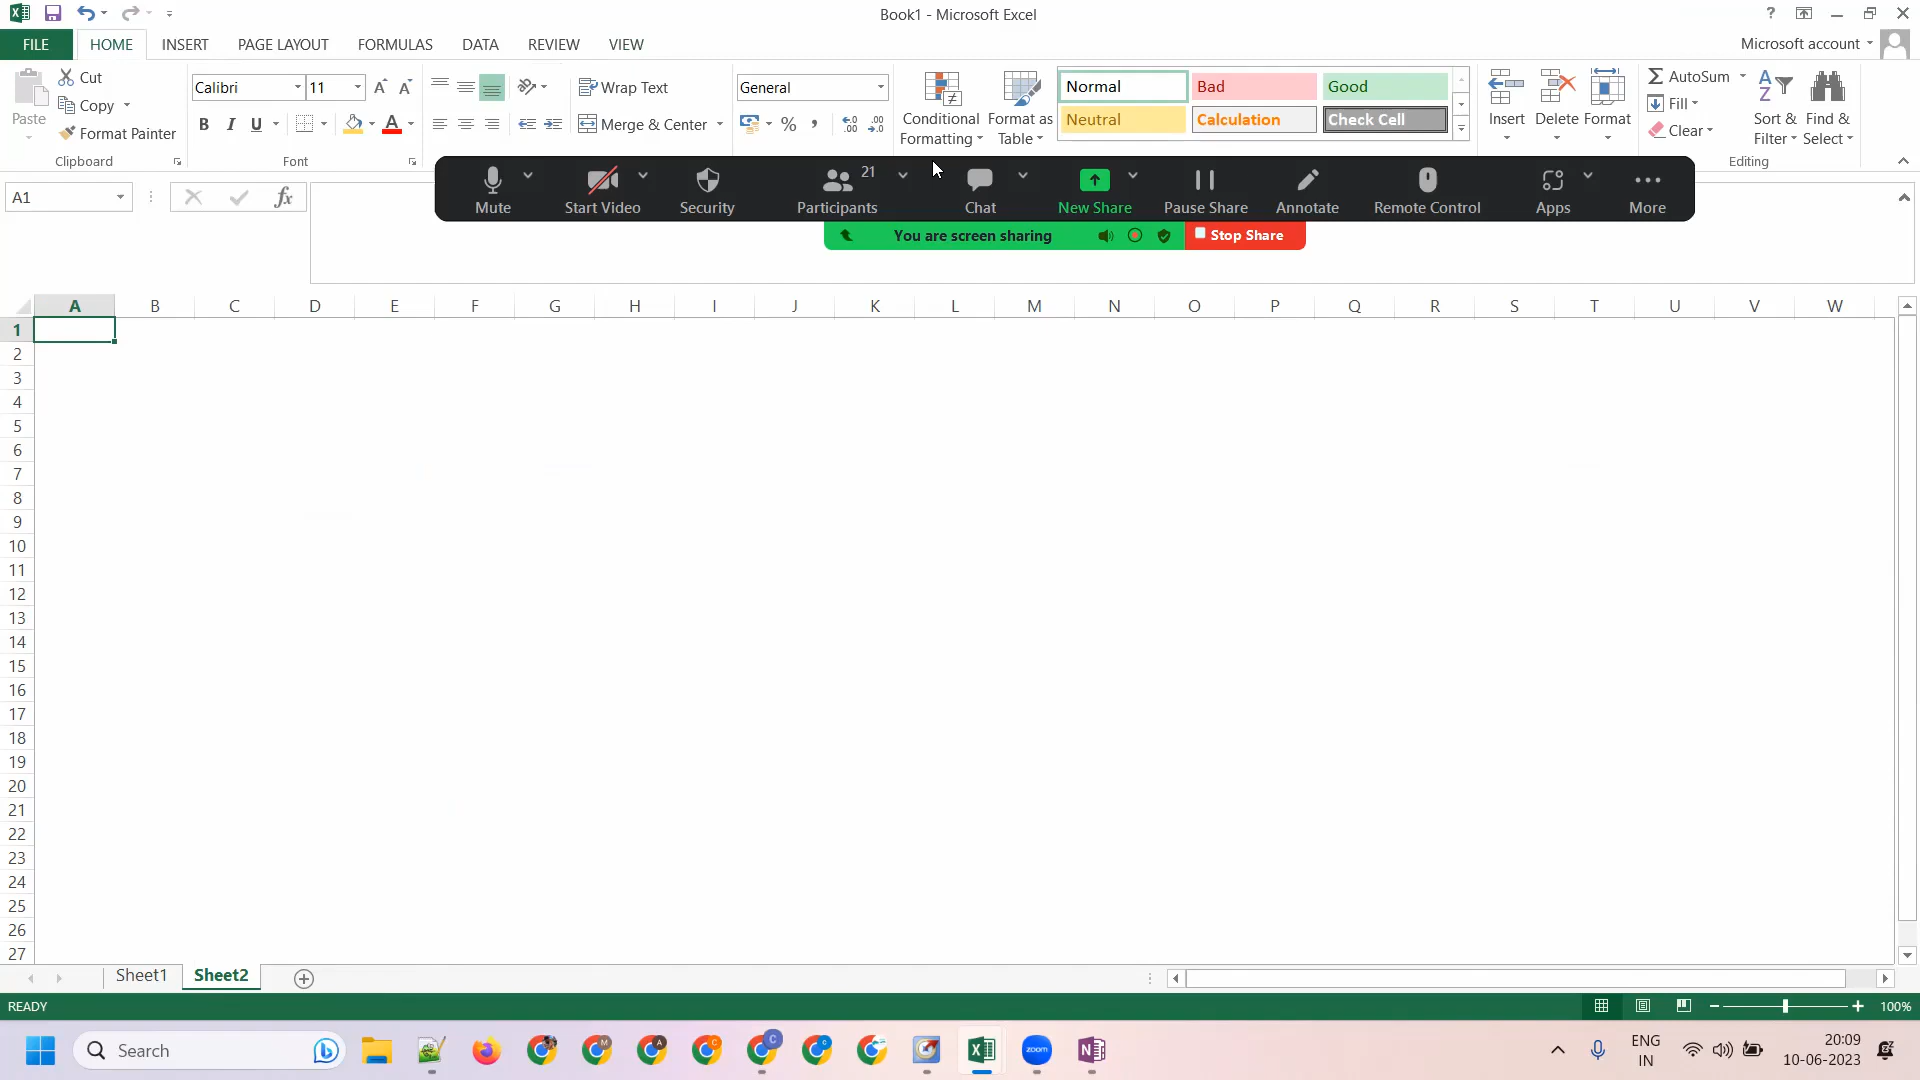 Book1 - Microsoft Excel
?
FILE HOME INSERT PAGE LAYOUT FORMULAS DATA REVIEW VIEW Microsoft account
Paste
Cut
Copy
Format Painter
Clipboard
Calibri 11
B I U
Font
Wrap Text
Merge & Center
General
%
Conditional Formatting
Format as Table
Normal Bad Good
Neutral Calculation Check Cell
Insert
Delete
Format
AutoSum
Fill
Clear
Sort & Filter
Find & Select
Editing
Mute
Start Video
Security
21
Participants
Chat
New Share
Pause Share
Annotate
Remote Control
Apps
More
You are screen sharing Stop Share
A1 fx
A B C D E F G H I J K L M N O P Q R S T U V W
1
2
3
4
5
6
7
8
9
10
11
12
13
14
15
16
17
18
19
20
21
22
23
24
25
26
27
Sheet1 Sheet2
READY 100%
Search
zoom
ENG
IN
20:09
10-06-2023